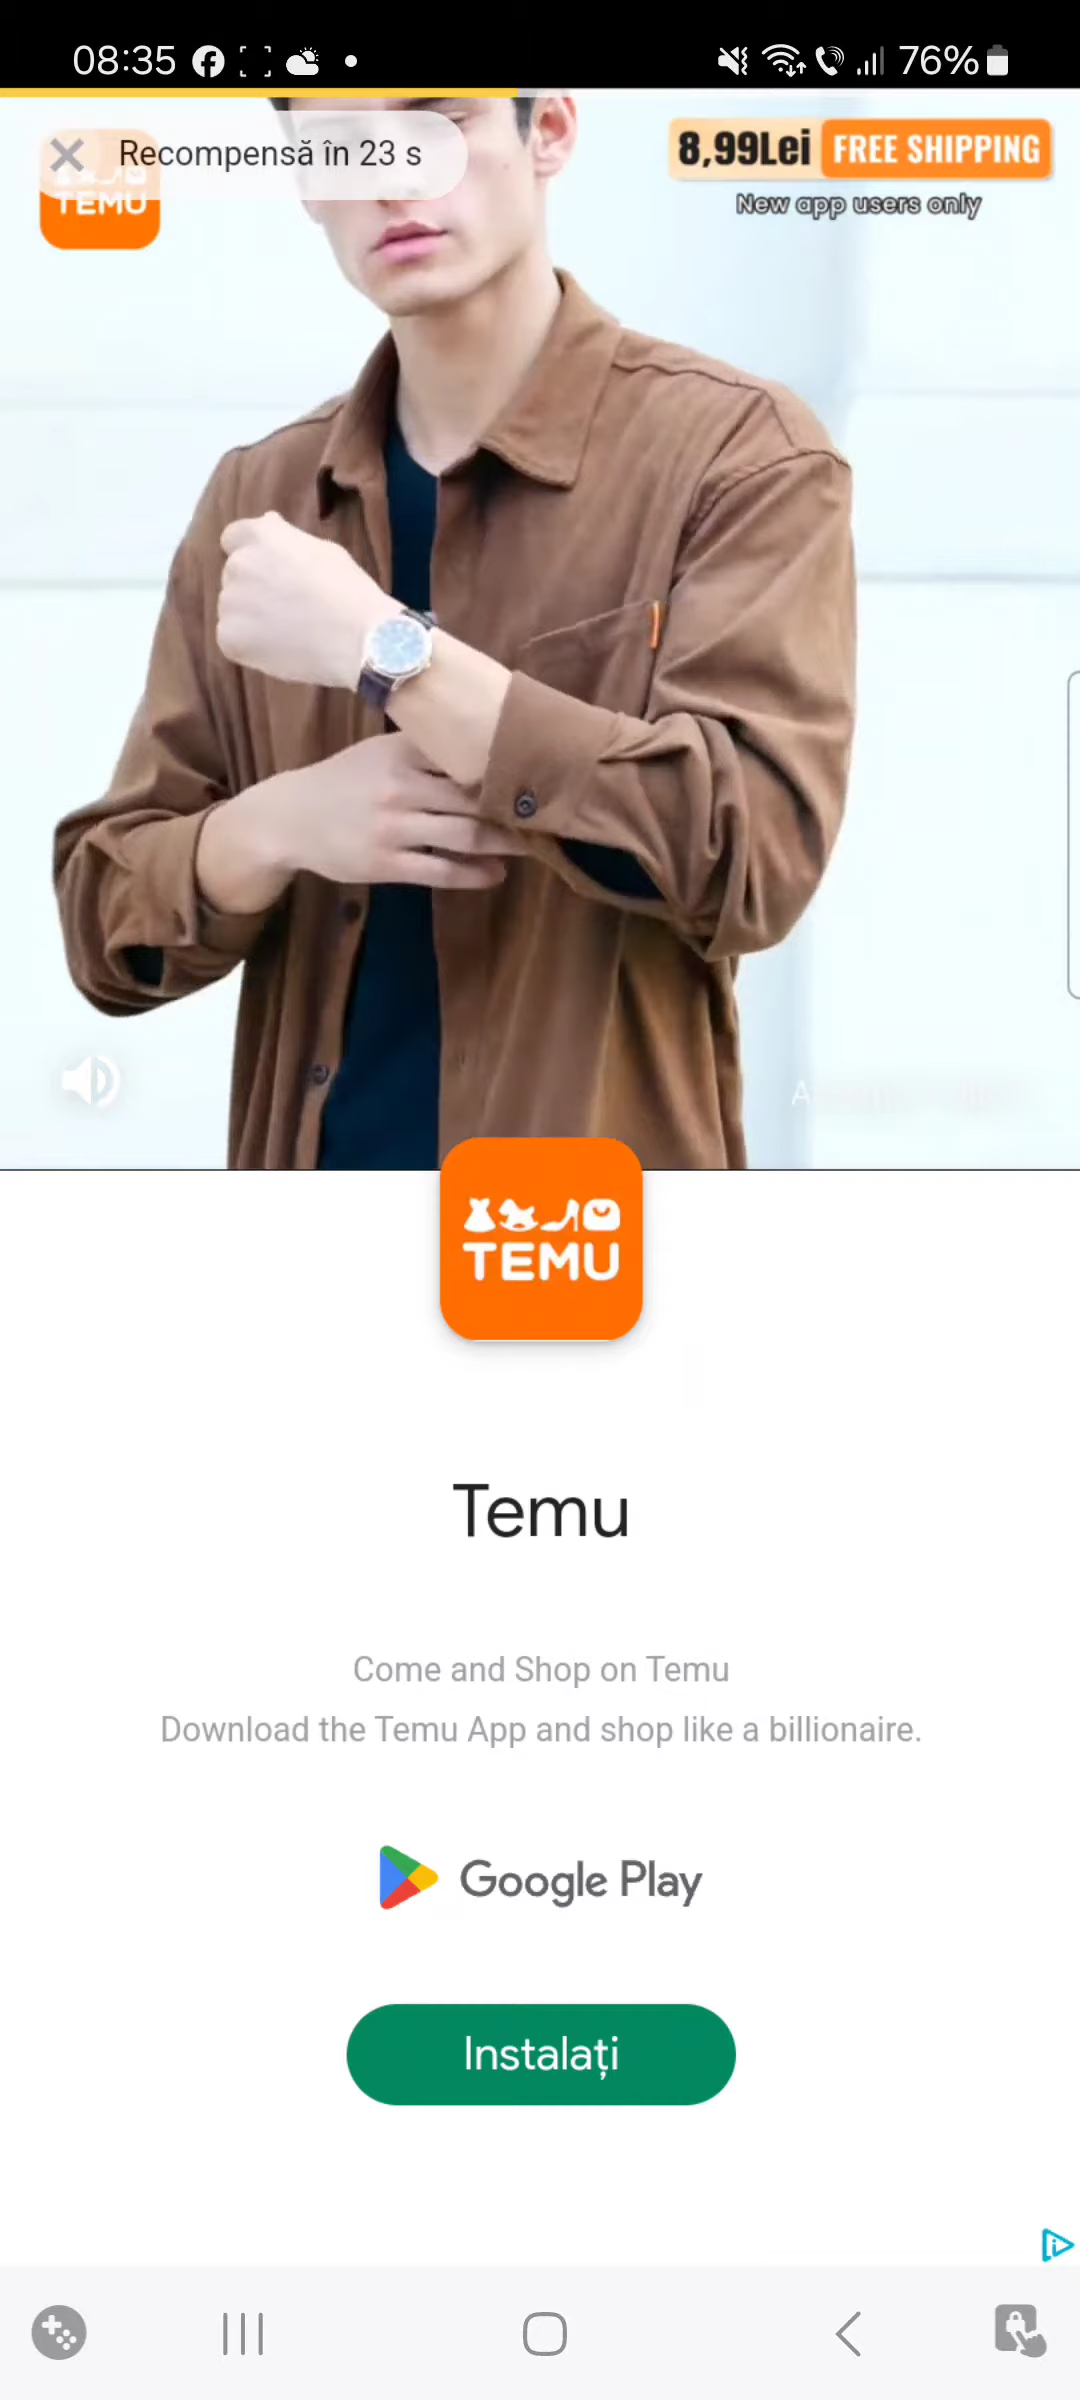 08:35
76%
Recompensă în 23 s
TEMU
8,99Lei FREE SHIPPING
New app users only
TEMU
Temu
Come and Shop on Temu
Download the Temu App and shop like a billionaire.
Google Play
Instalați